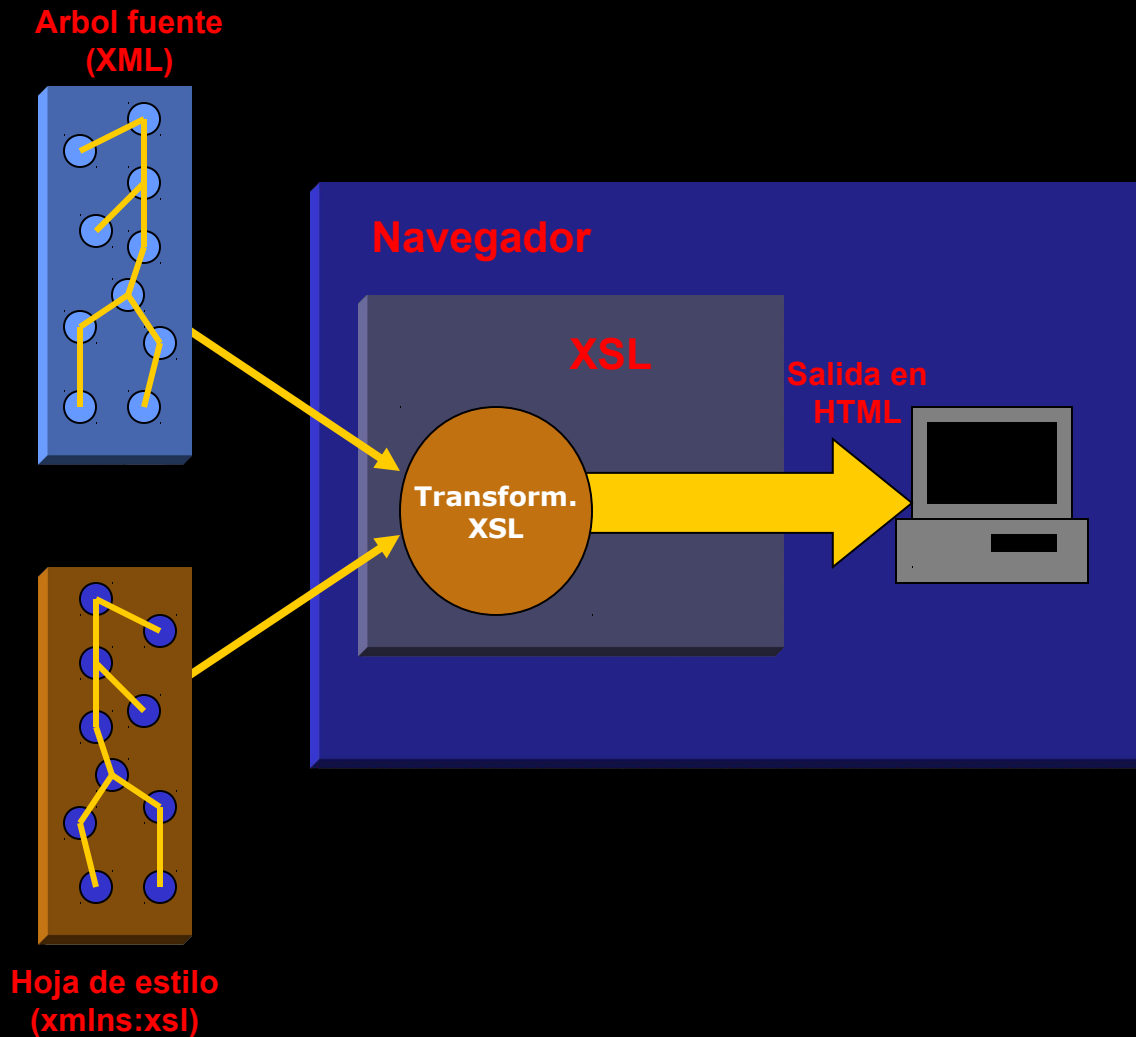 Arbol fuente
(XML)
Navegador
XSL
Salida en
HTML
Transform.
XSL
Hoja de estilo
(xmlns:xsl)